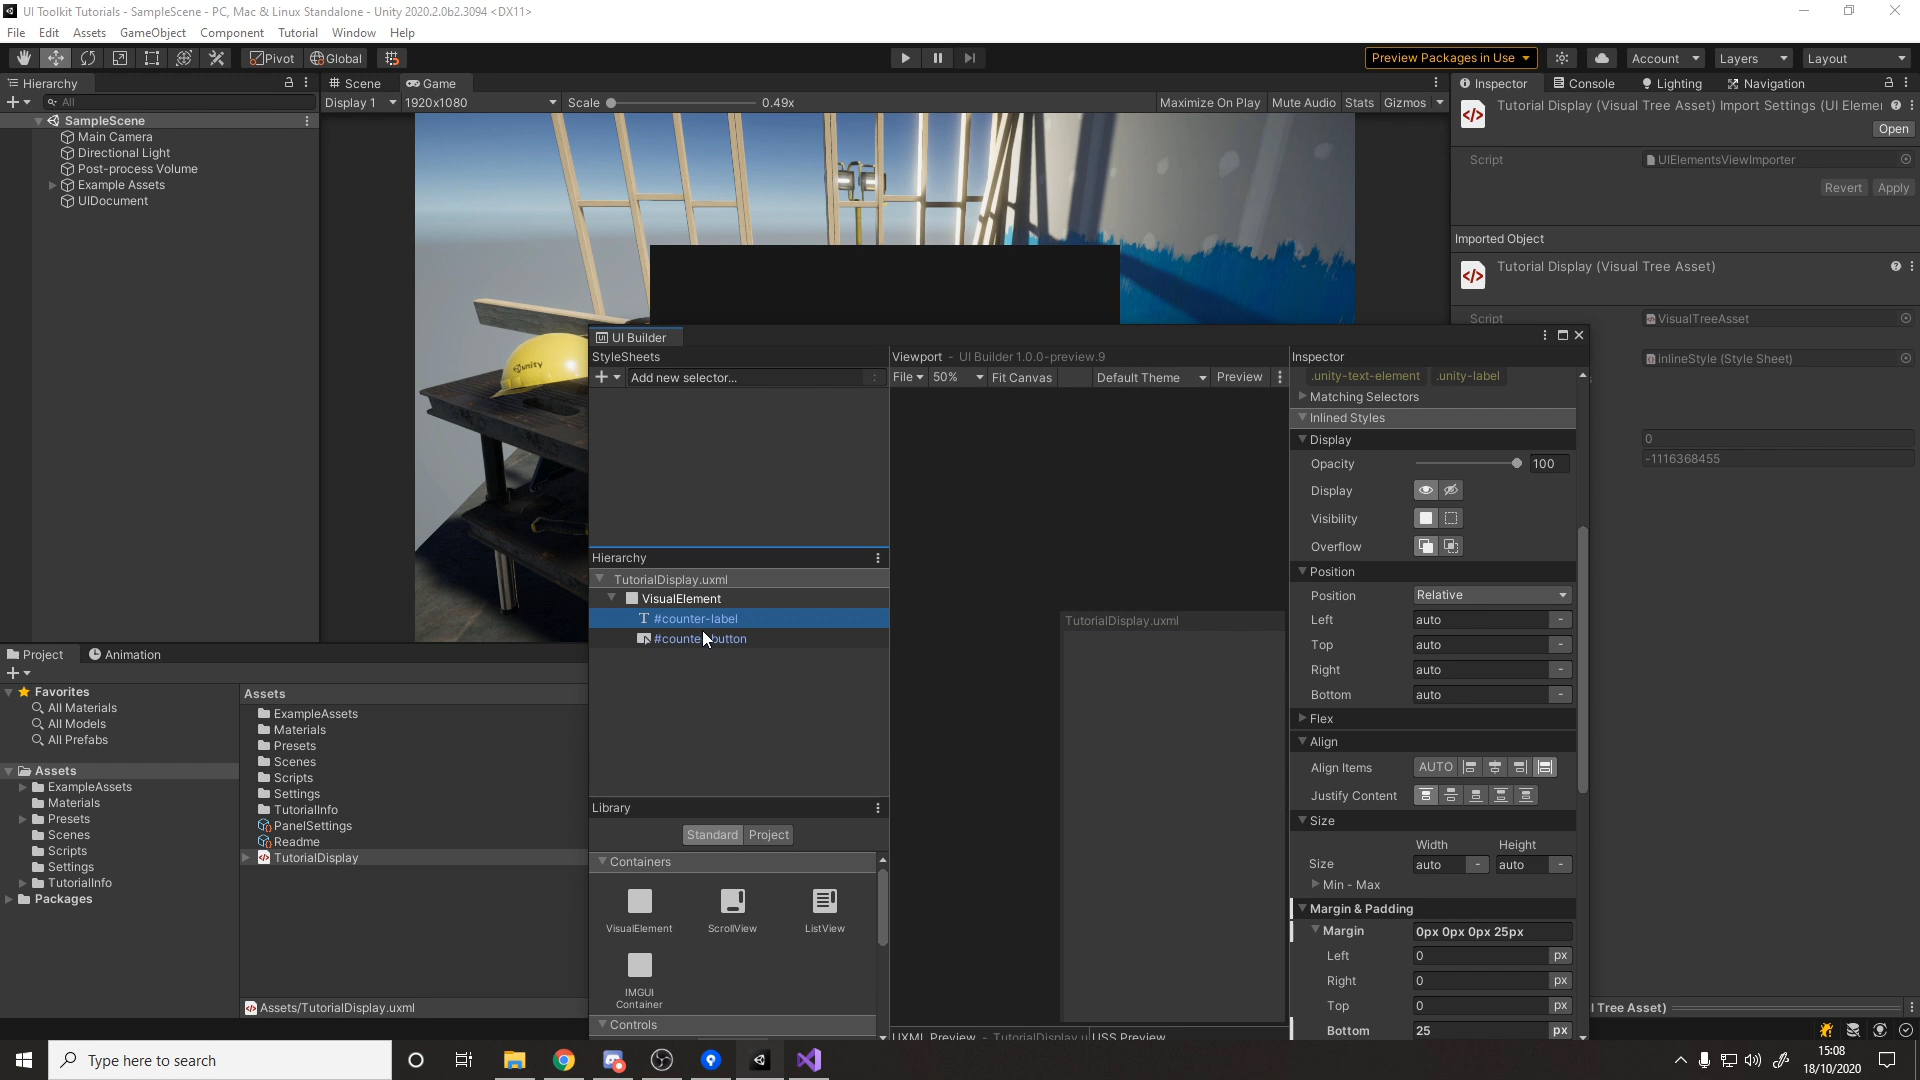 UI Toolkit Tutorials - SampleScene - PC, Mac & Linux Standalone - Unity 2020.2.0b2.3094 <DX11>
File Edit Assets GameObject Component Tutorial Window Help
Pivot Global Preview Packages in Use Account Layers Layout
Hierarchy
All
SampleScene
Main Camera
Directional Light
Post-process Volume
Example Assets
UIDocument
Scene Game
Display 1 1920x1080 Scale 0.49x Maximize On Play Mute Audio Stats Gizmos
unity
Inspector Console Lighting Navigation
Tutorial Display (Visual Tree Asset) Import Settings (UI Elemei
Open
Script UIElementsViewImporter
Revert Apply
Imported Object
Tutorial Display (Visual Tree Asset)
Script VisualTreeAsset
inlineStyle (Style Sheet)
0
-1116368455
UI Builder
StyleSheets
Add new selector...
Hierarchy
TutorialDisplay.uxml
VisualElement
#counter-label
#counte button
Library
Standard Project
Containers
VisualElement ScrollView ListView
IMGUI
Container
Controls
Viewport - UI Builder 1.0.0-preview.9
File 50% Fit Canvas Default Theme Preview
TutorialDisplay.uxml
UXML Preview - TutorialDisplay.u USS Preview
Inspector
.unity-text-element .unity-label
Matching Selectors
Inlined Styles
Display
Opacity 100
Display
Visibility
Overflow
Position
Position Relative
Left auto -
Top auto -
Right auto -
Bottom auto -
Flex
Align
Align Items AUTO
Justify Content
Size
Width Height
Size auto - auto -
Min - Max
Margin & Padding
Margin 0px 0px 0px 25px
Left 0 px
Right 0 px
Top 0 px
Bottom 25 px
l Tree Asset)
Project Animation
Favorites
All Materials
All Models
All Prefabs
Assets
ExampleAssets
Materials
Presets
Scenes
Scripts
Settings
TutorialInfo
Packages
Assets
ExampleAssets
Materials
Presets
Scenes
Scripts
Settings
TutorialInfo
PanelSettings
Readme
TutorialDisplay
Assets/TutorialDisplay.uxml
Type here to search
15:08
18/10/2020